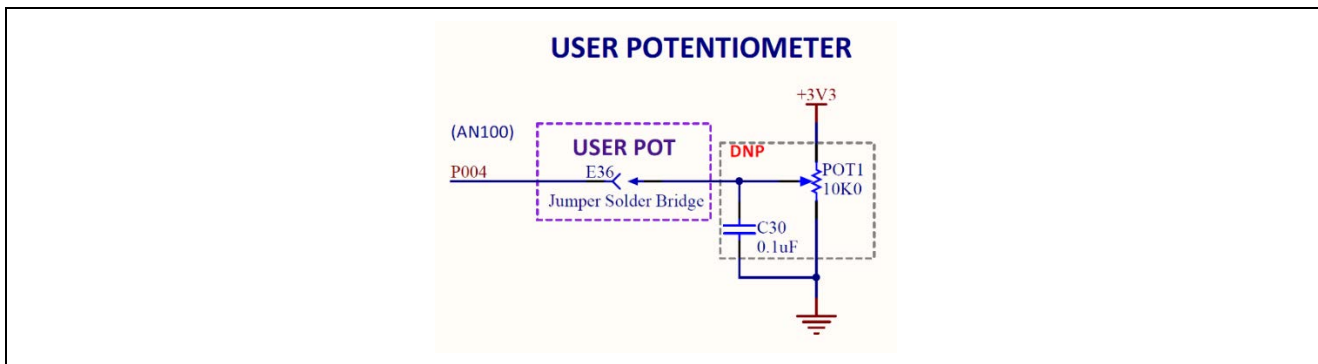 USER POTENTIOMETER
+3V3
(AN100)
USER POT
DNP
P004
E36
POT1
10K0
Jumper Solder Bridge
C30
0.1uF